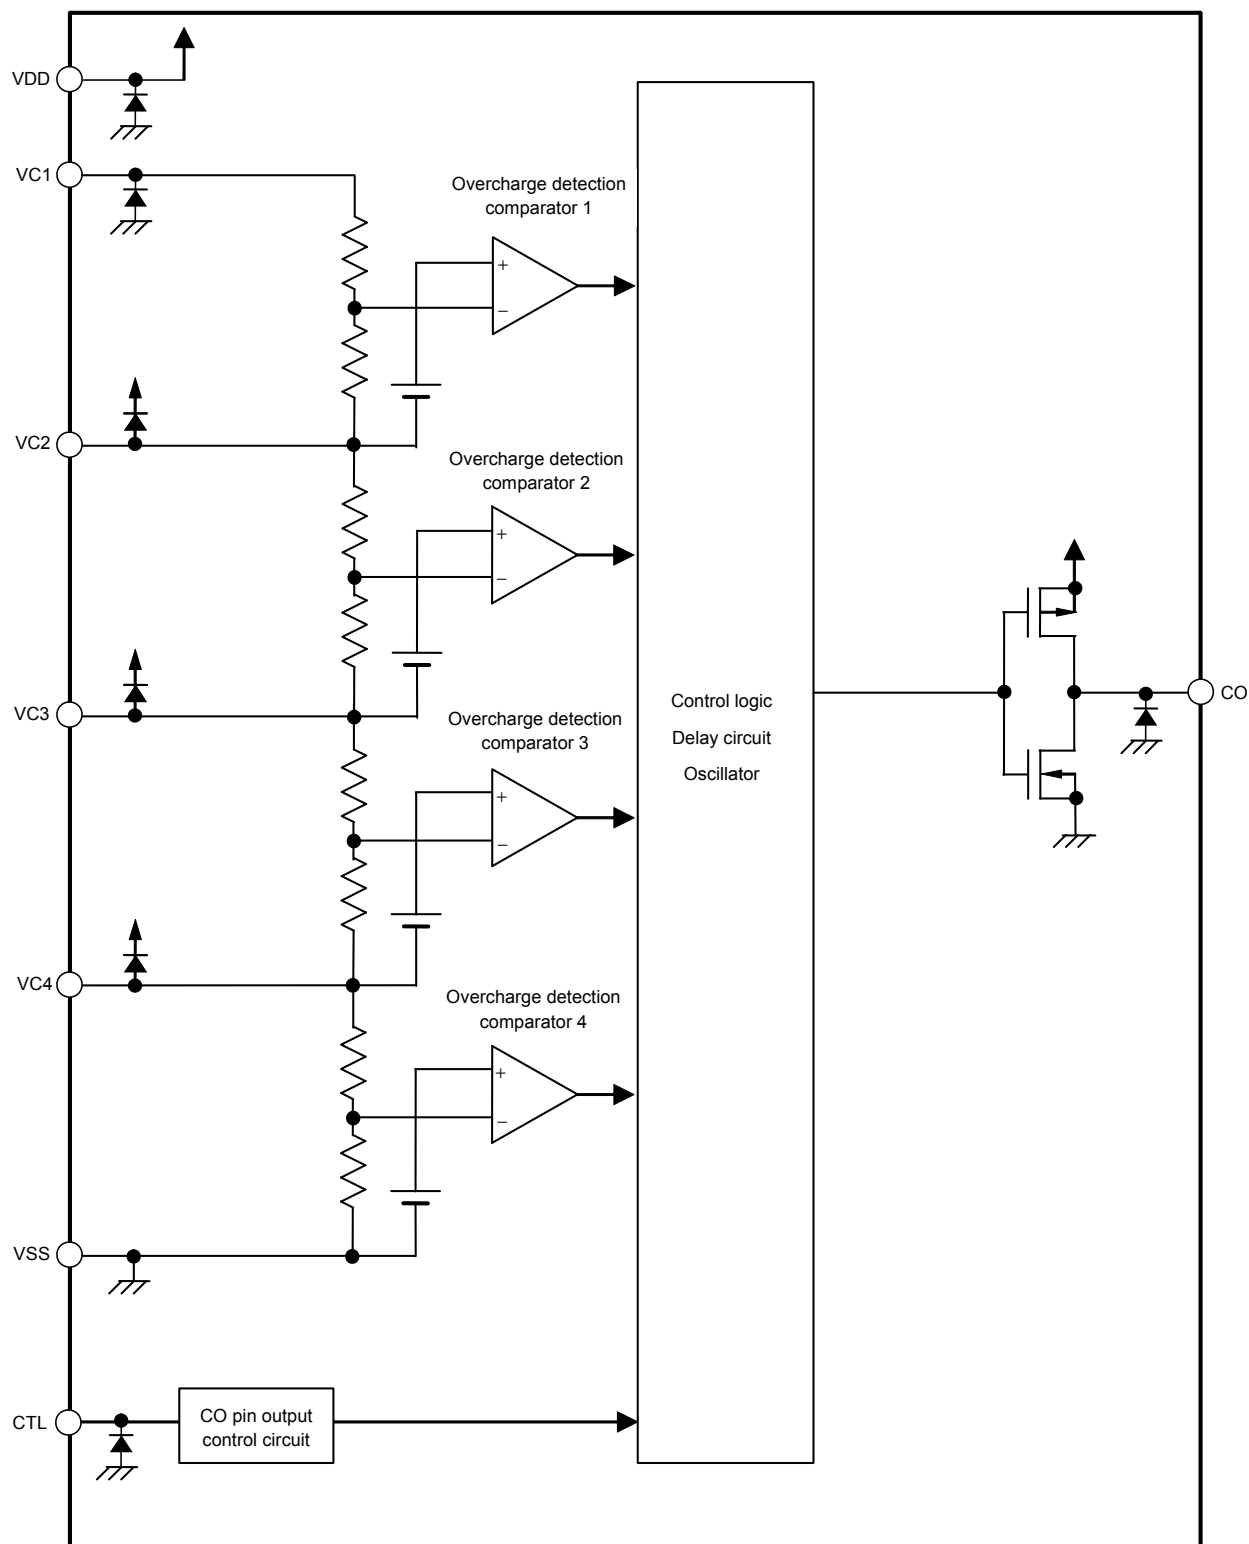 VDD
VC1
Overcharge detection
comparator 1
+
−
VC2
Overcharge detection
comparator 2
+
−
VC3
Overcharge detection
comparator 3
+
−
Control logic
Delay circuit
Oscillator
CO
VC4
Overcharge detection
comparator 4
+
−
VSS
CTL
CO pin output
control circuit